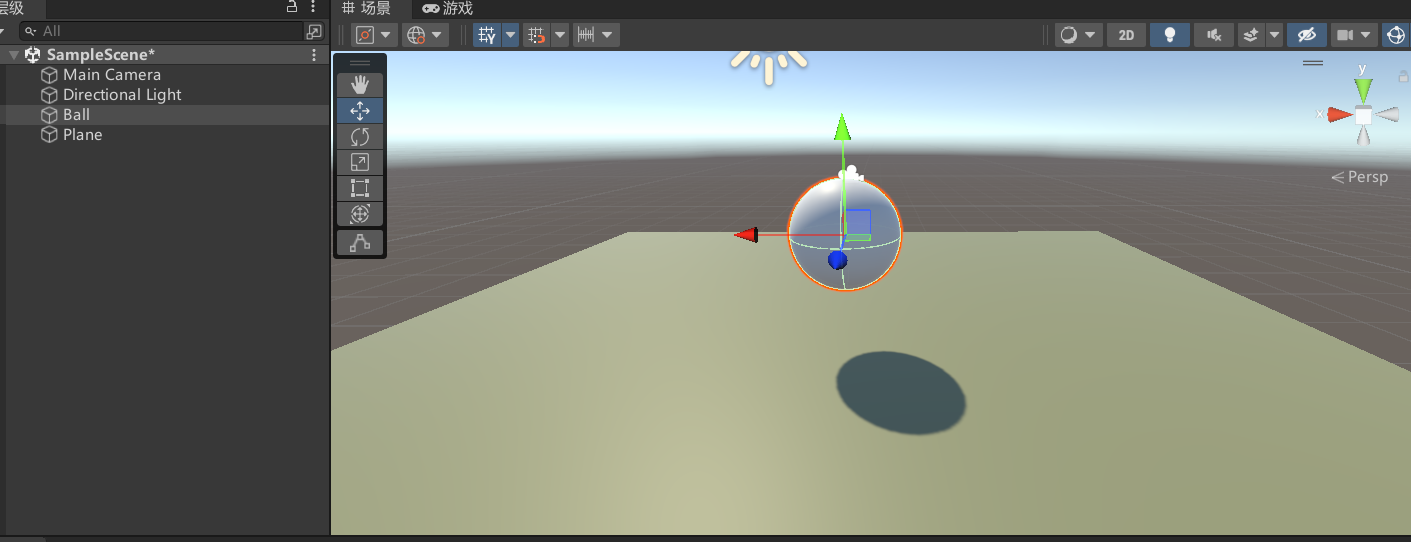 层级
场景
游戏
All
SampleScene*
Main Camera
Directional Light
Ball
Plane
2D
y
x
Persp